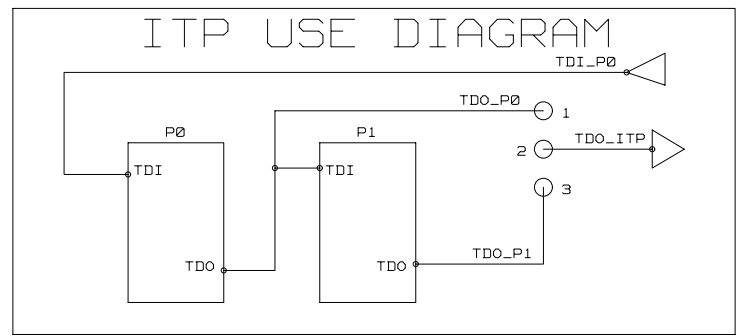 ITP USE DIAGRAM
TDI_P0
TDO_P0
1
P0
P1
TDO_ITP
2
TDI
TDI
3
TDO_P1
TDO
TDO